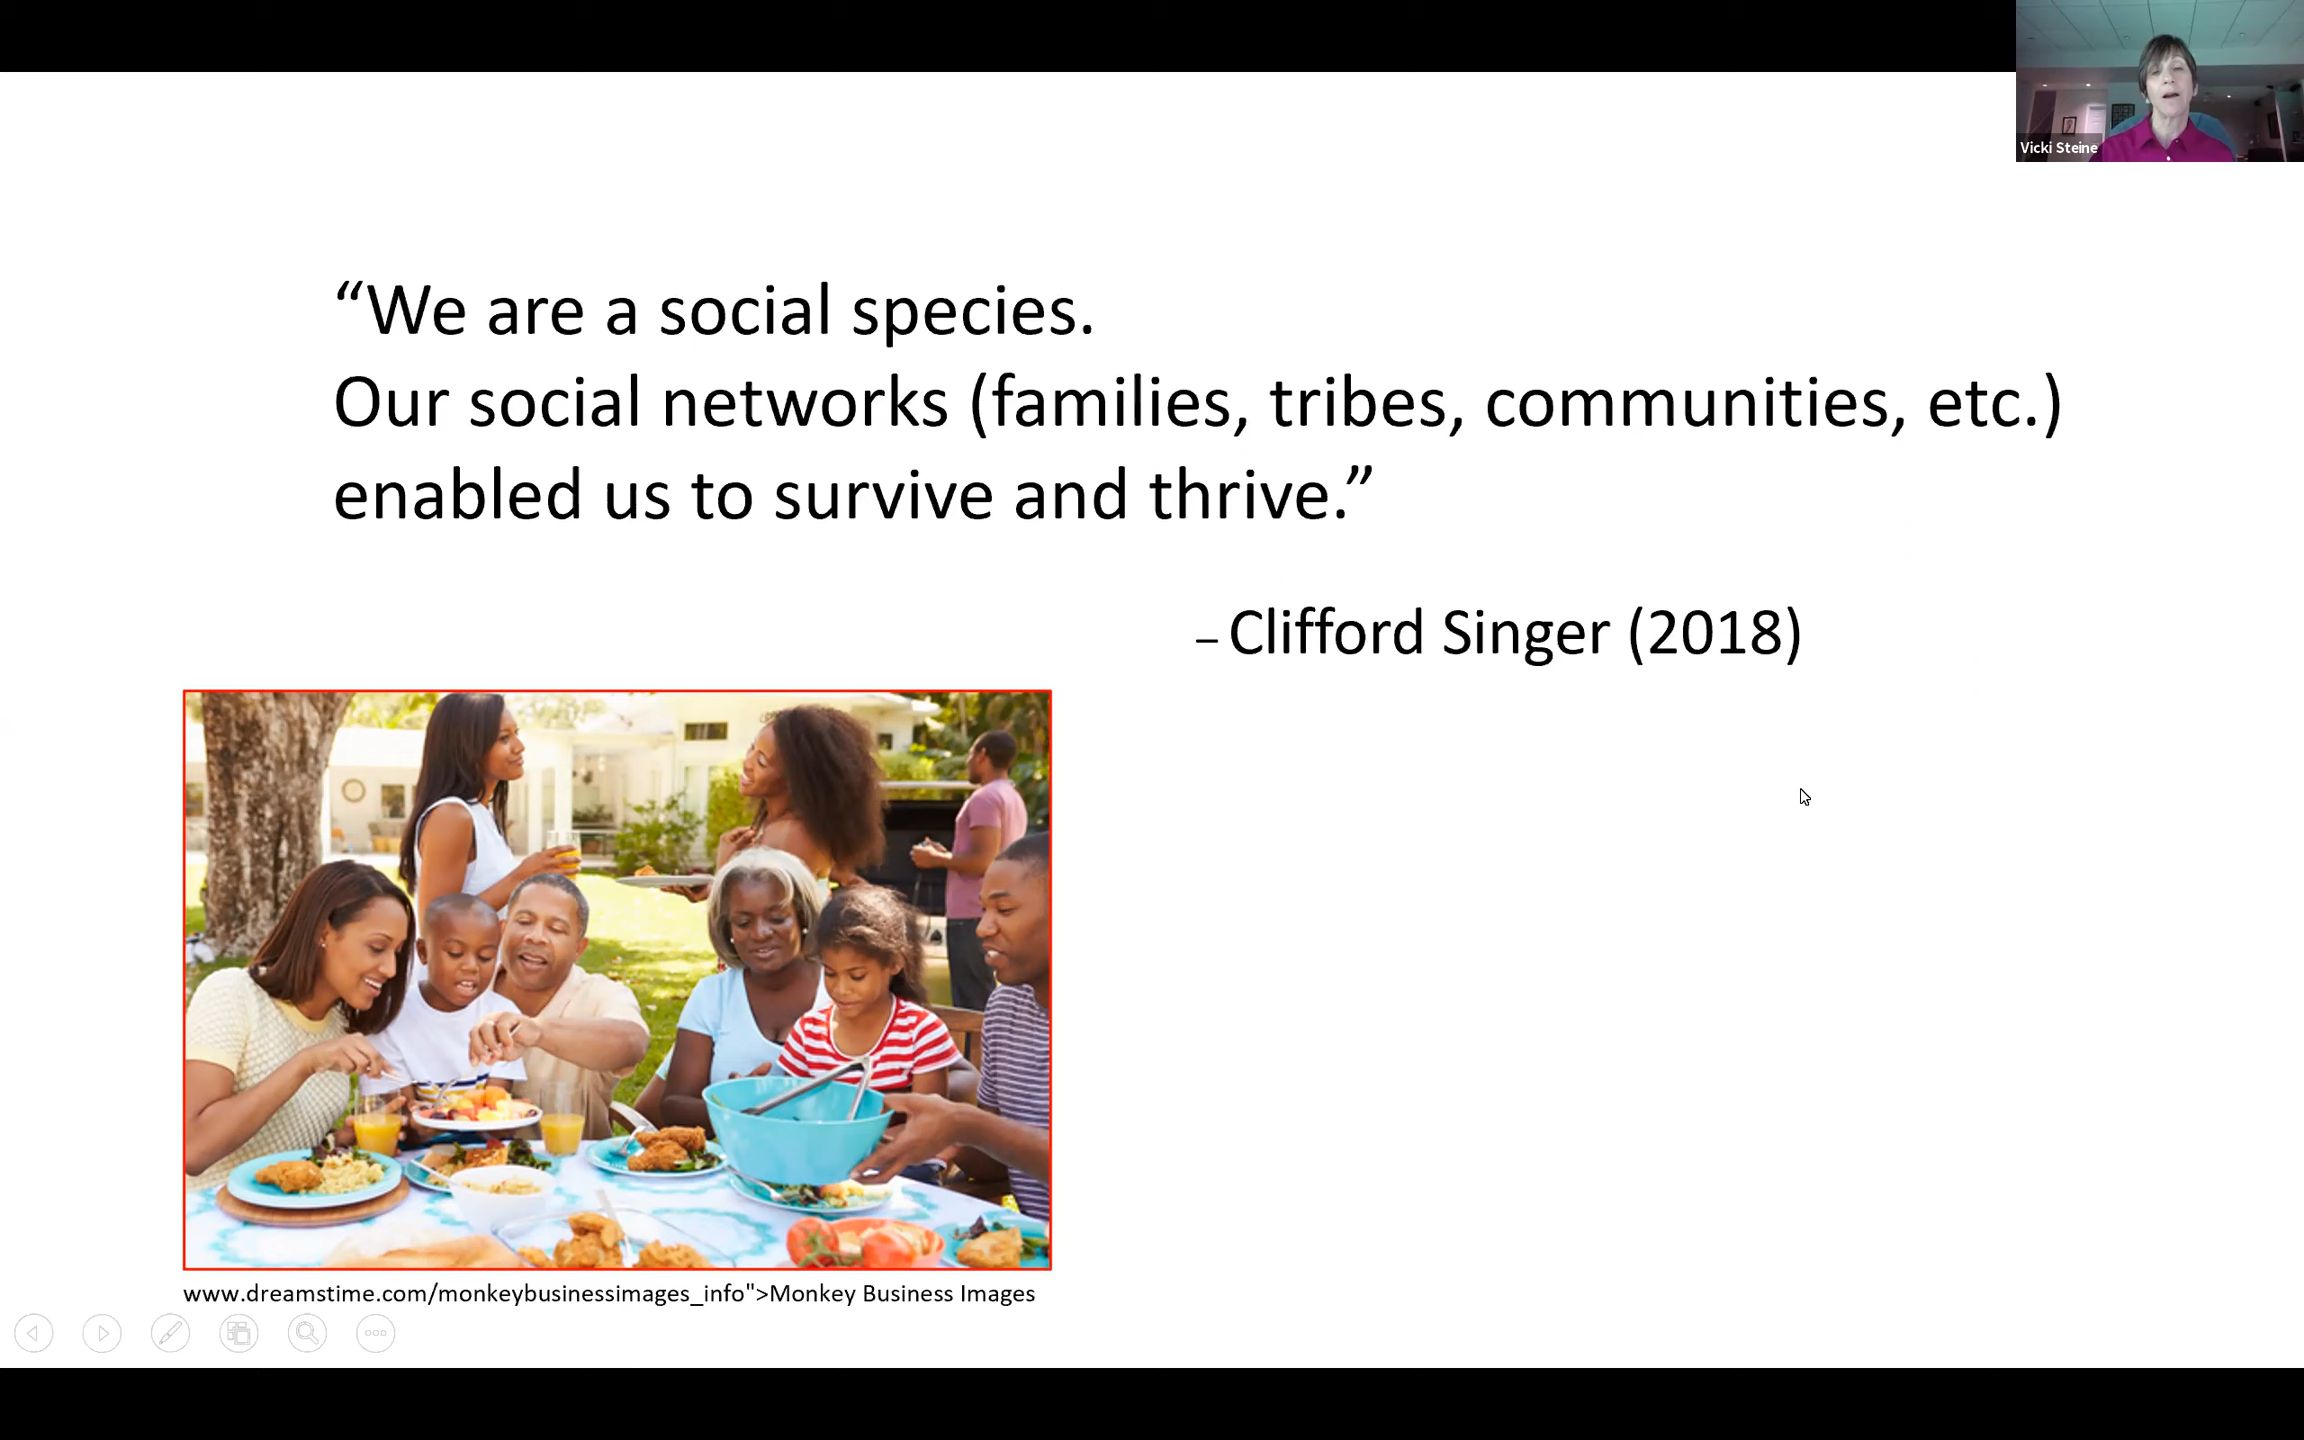 Vicki Steine
“We are a social species.
Our social networks (families, tribes, communities, etc.)
enabled us to survive and thrive.”
– Clifford Singer (2018)
www.dreamstime.com/monkeybusinessimages_info">Monkey Business Images